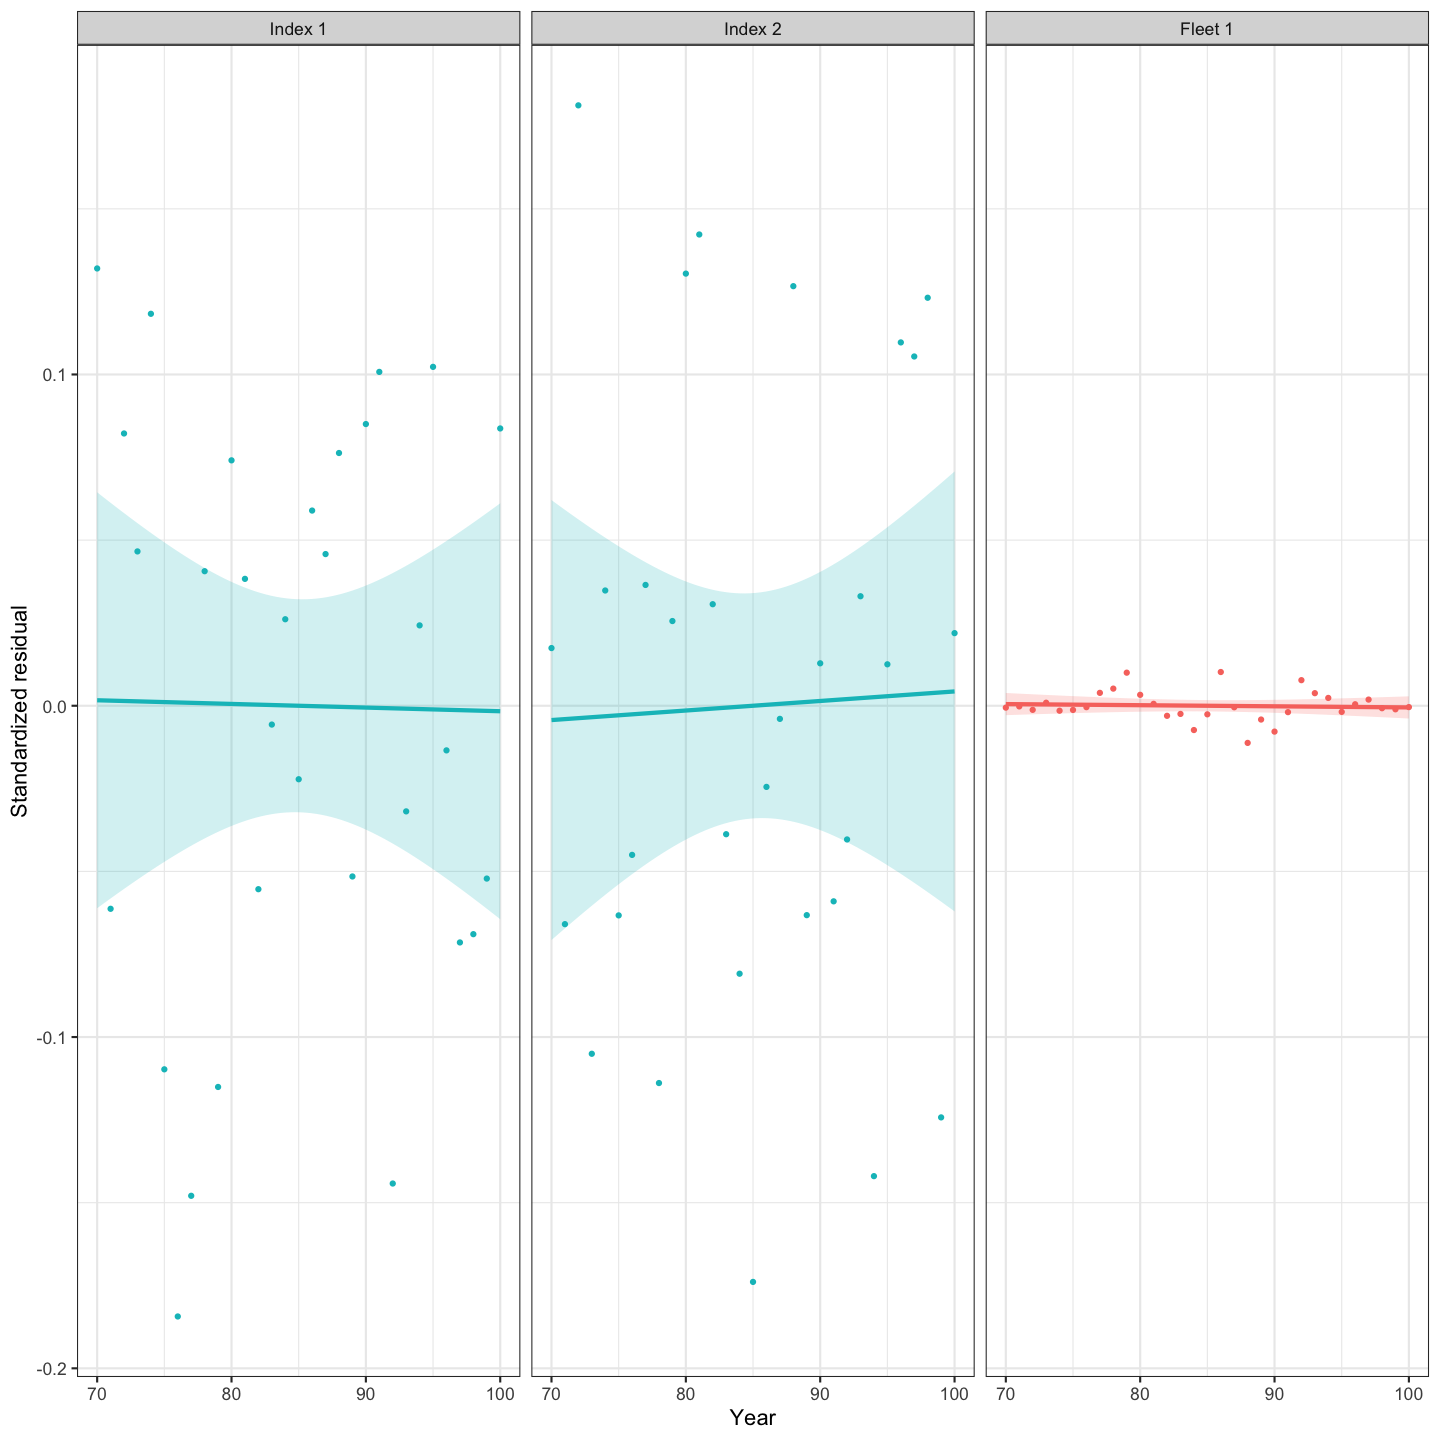 Index 1
Index 2
Fleet 1
Standardized residual
0.1
0.0
-0.1
-0.2
70 80 90 100
70 80 90 100
70 80 90 100
Year